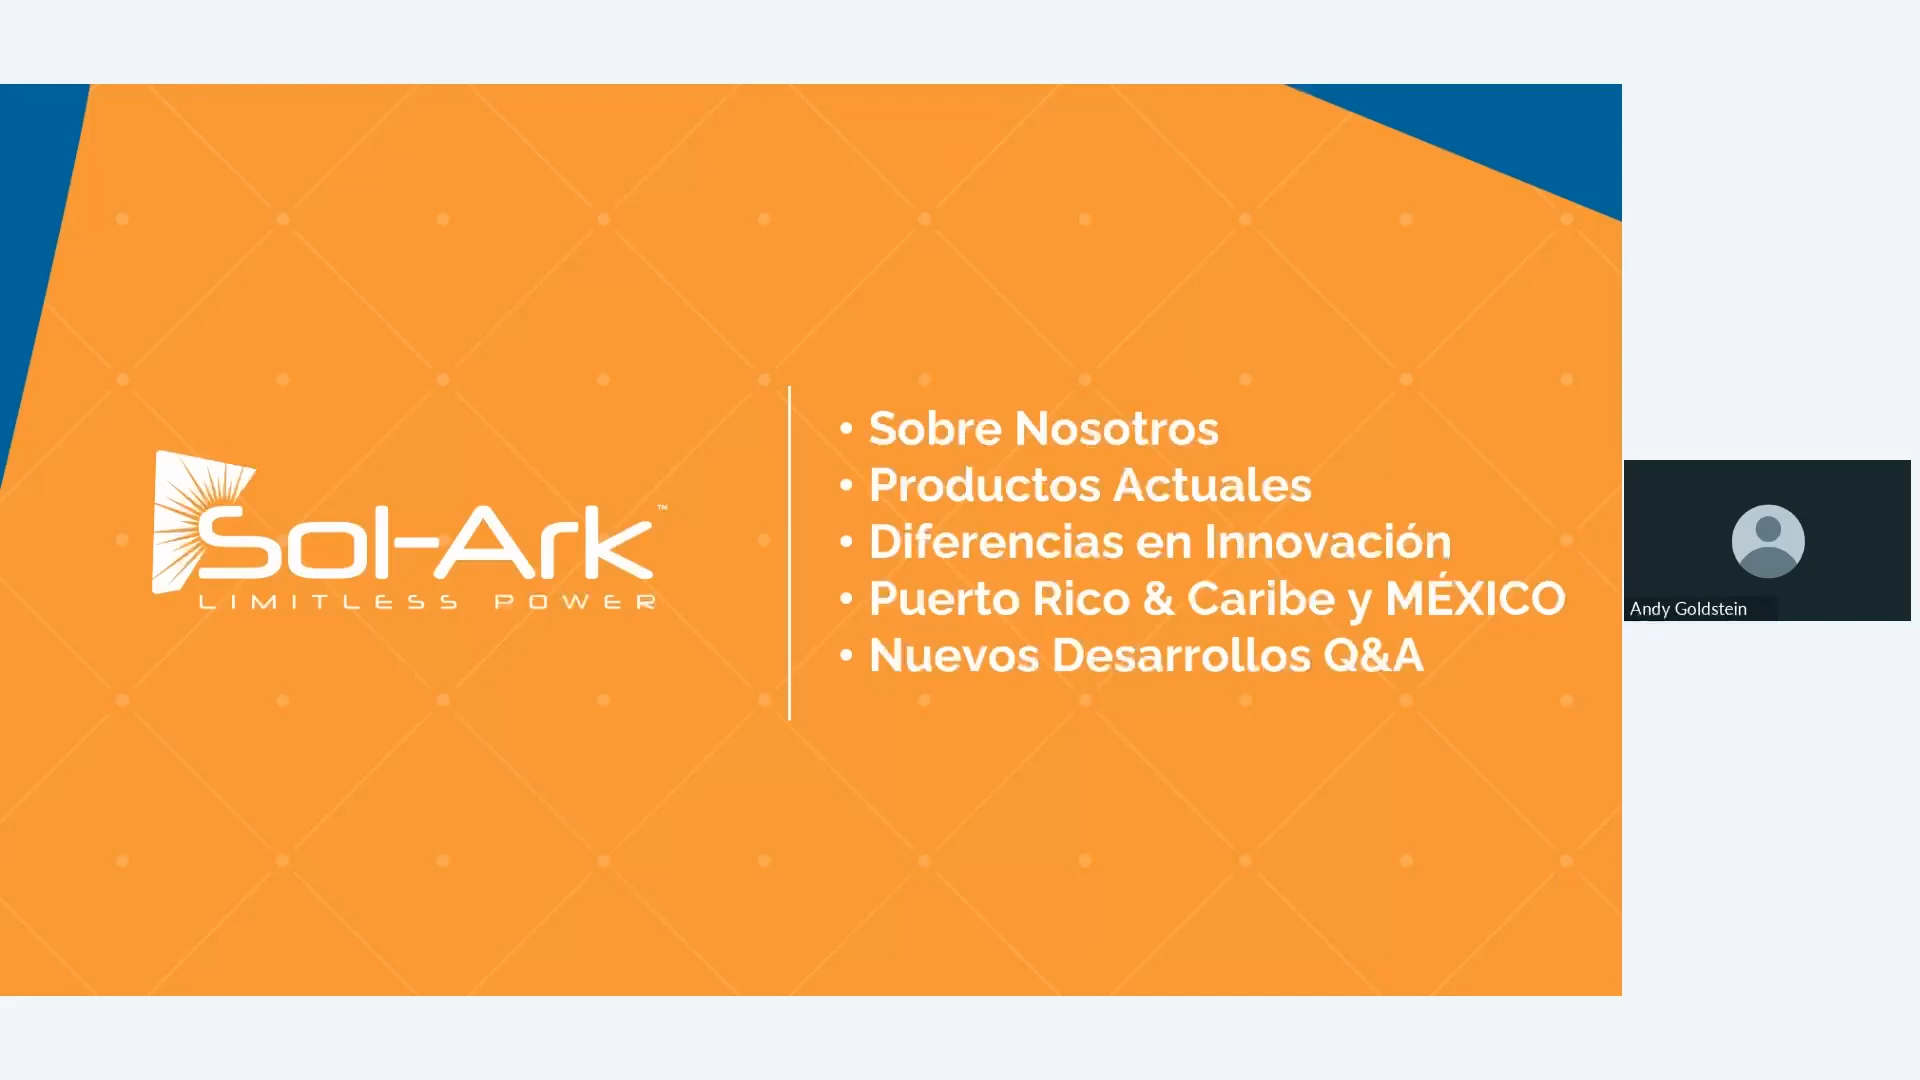 Sol-Ark™
LIMITLESS POWER
• Sobre Nosotros
• Productos Actuales
• Diferencias en Innovación
• Puerto Rico & Caribe y MÉXICO
• Nuevos Desarrollos Q&A
Andy Goldstein